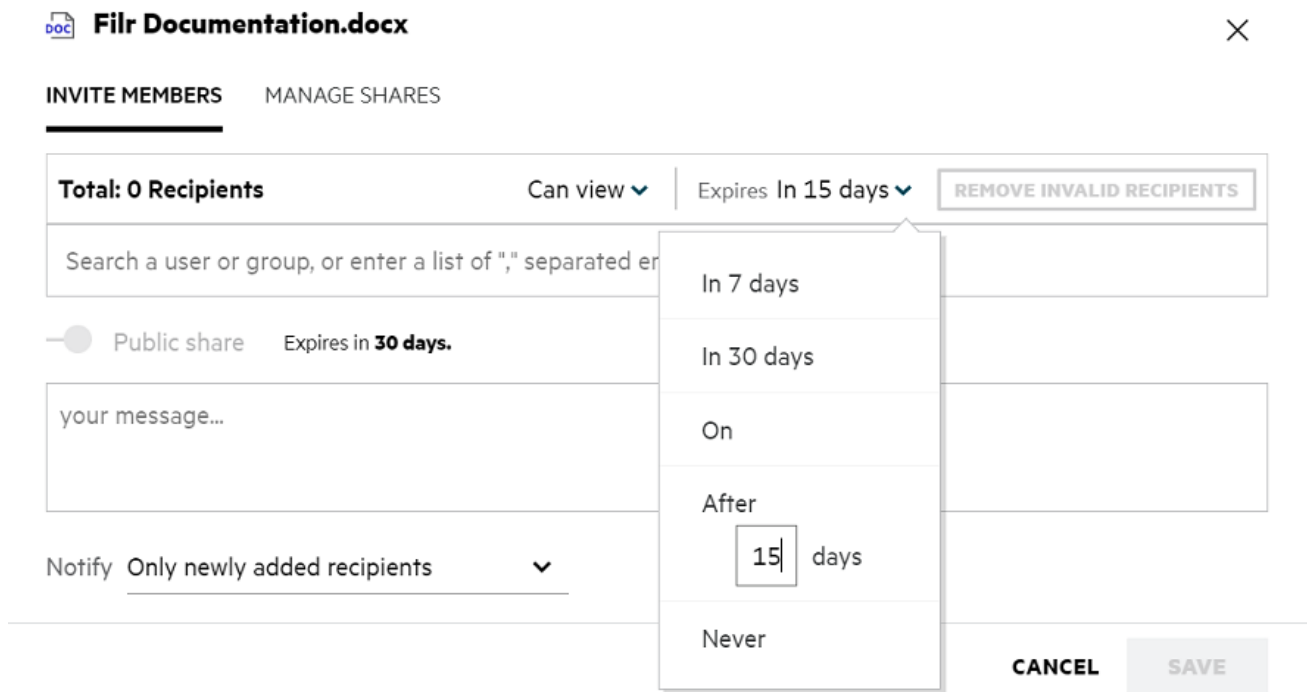 DOC Filr Documentation.docx
INVITE MEMBERS MANAGE SHARES
Total: 0 Recipients Can view Expires In 15 days REMOVE INVALID RECIPIENTS
Search a user or group, or enter a list of "," separated
In 7 days
Public share Expires in 30 days.
In 30 days
your message...
On
After
15 days
Notify Only newly added recipients
Never
CANCEL SAVE